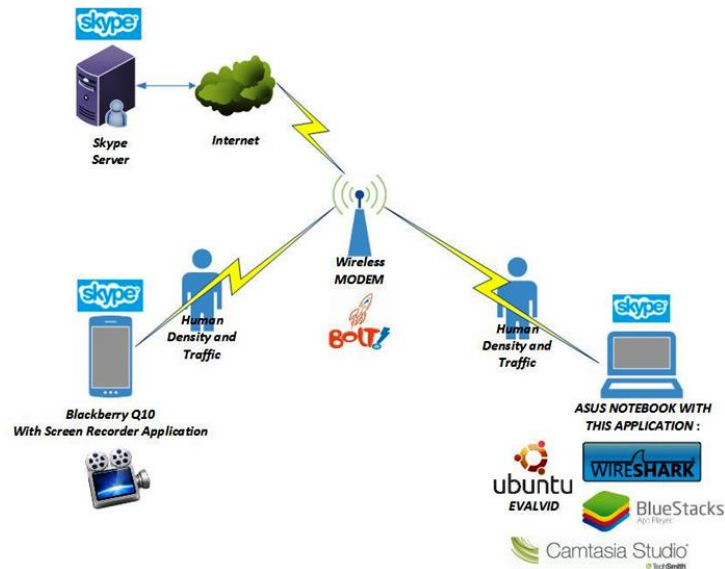 skype
Skype
Server
Internet
Wireless
MODEM
BOLT!
skype
Human
Density and
Traffic
Human
Density and
Traffic
skype
Blackberry Q10
With Screen Recorder Application
ASUS NOTEBOOK WITH
THIS APPLICATION :
ubuntu
EVALVID
WIRESHARK
BlueStacks
App Player
Camtasia Studio
TechSmith